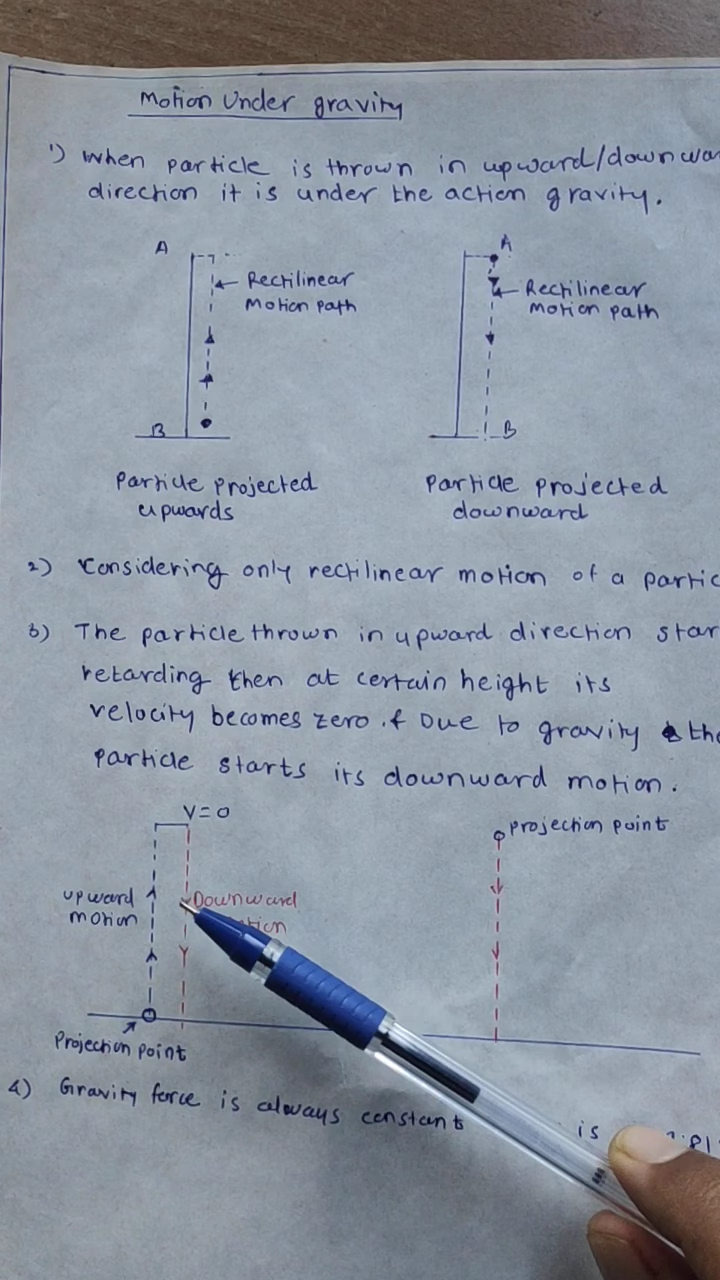 Motion Under gravity
1) When particle is thrown in upward/downwa
direction it is under the action gravity.
A
Rectilinear
Motion path
B
Particle projected
upwards
A
Rectilinear
Motion path
B
Particle projected
downward
2) Considering only rectilinear motion of a partic
3) The particle thrown in upward direction star
retarding then at certain height its
velocity becomes zero. & Due to gravity the
particle starts its downward motion.
V=0
upward
motion
Downward
Projection point
projection point
4) Gravity force is always constant is